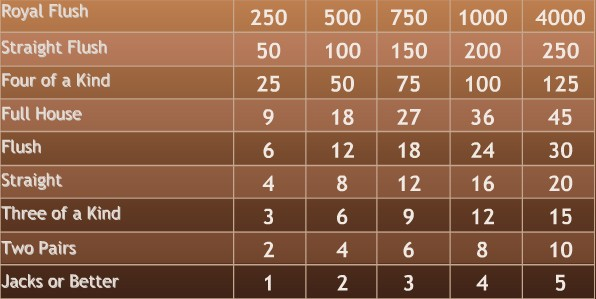 Royal Flush 250 500 750 1000 4000
Straight Flush 50 100 150 200 250
Four of a Kind 25 50 75 100 125
Full House 9 18 27 36 45
Flush 6 12 18 24 30
Straight 4 8 12 16 20
Three of a Kind 3 6 9 12 15
Two Pairs 2 4 6 8 10
Jacks or Better 1 2 3 4 5